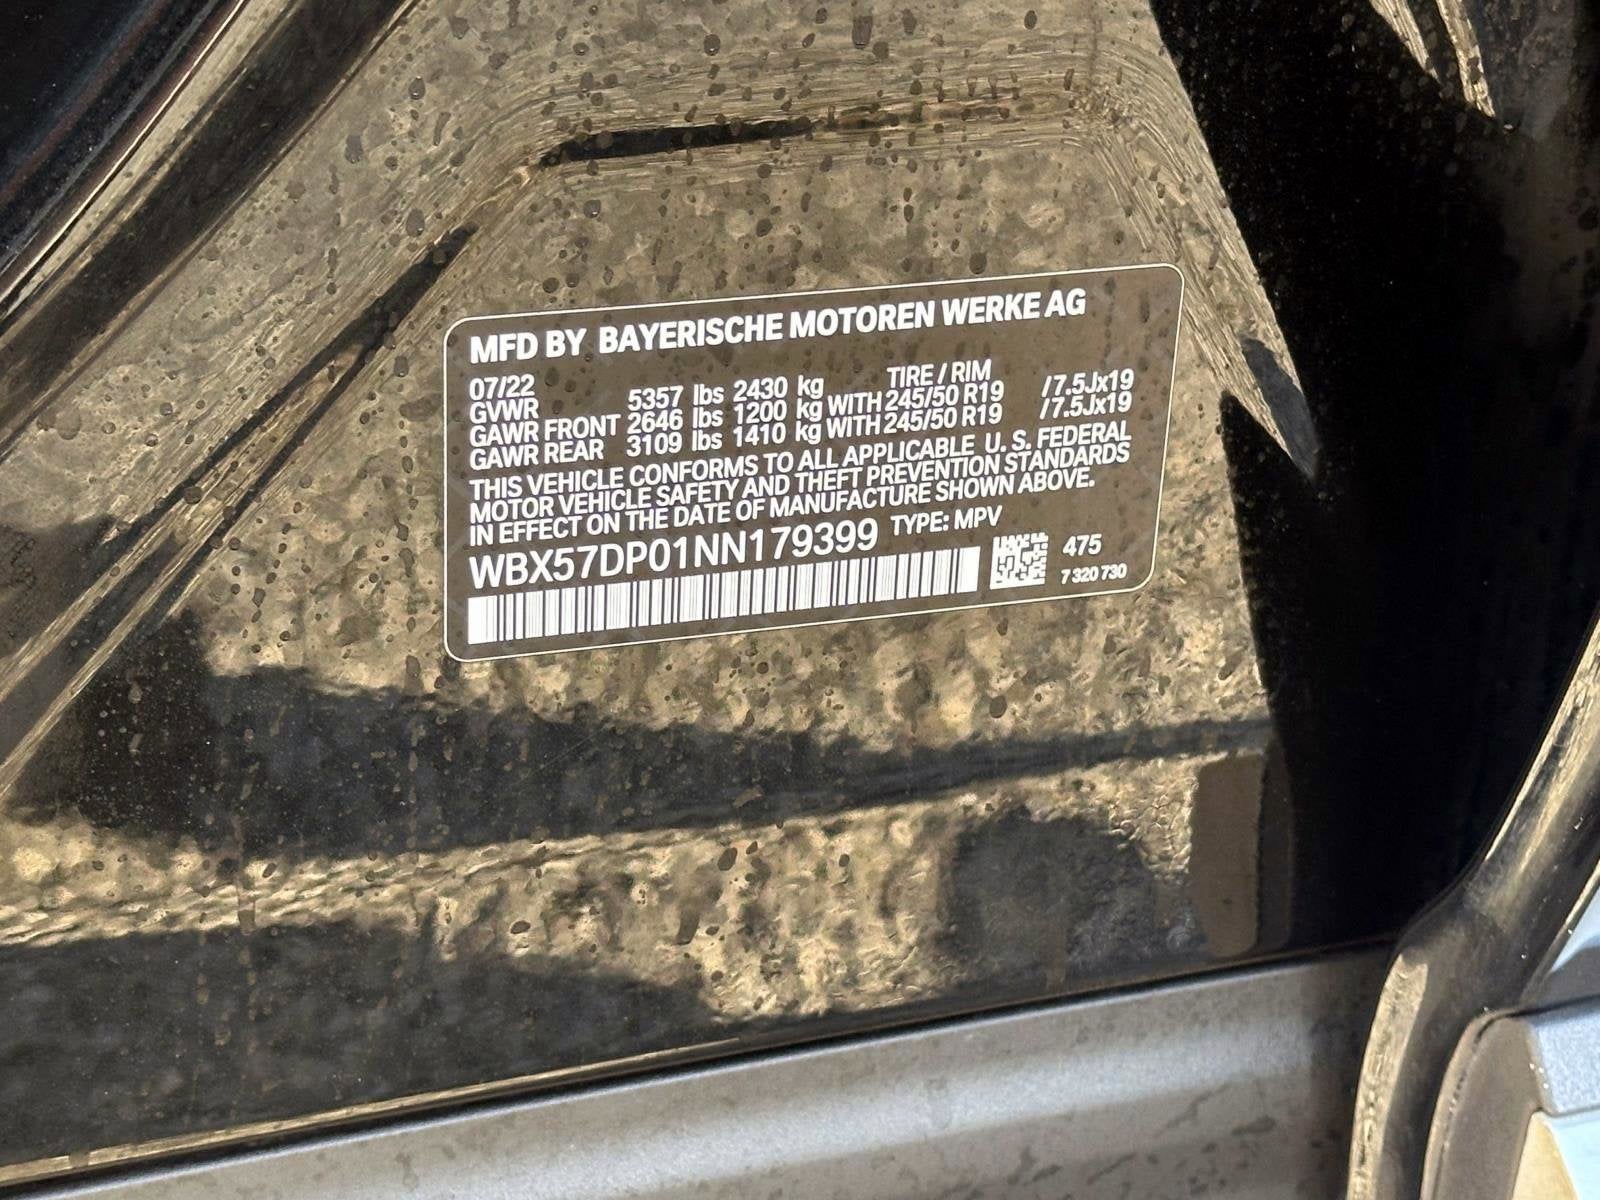 MFD BY BAYERISCHE MOTOREN WERKE AG
07/22 TIRE / RIM
GVWR 5357 lbs 2430 kg
GAWR FRONT 2646 lbs 1200 kg WITH 245/50 R19 /7.5Jx19
GAWR REAR 3109 lbs 1410 kg WITH 245/50 R19 /7.5Jx19
THIS VEHICLE CONFORMS TO ALL APPLICABLE U. S. FEDERAL
MOTOR VEHICLE SAFETY AND THEFT PREVENTION STANDARDS
IN EFFECT ON THE DATE OF MANUFACTURE SHOWN ABOVE.
WBX57DP01NN179399 TYPE: MPV
475
7 320 730